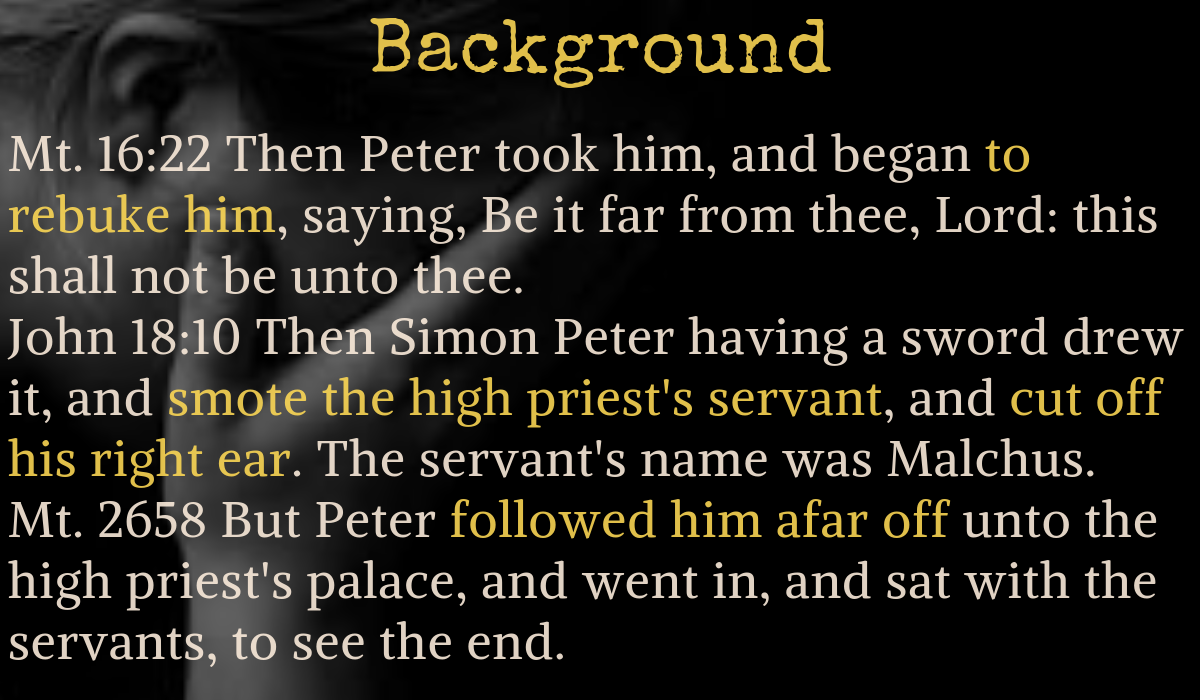 Background
Mt. 16:22 Then Peter took him, and began to
rebuke him, saying, Be it far from thee, Lord: this
shall not be unto thee.
John 18:10 Then Simon Peter having a sword drew
it, and smote the high priest's servant, and cut off
his right ear. The servant's name was Malchus.
Mt. 2658 But Peter followed him afar off unto the
high priest's palace, and went in, and sat with the
servants, to see the end.